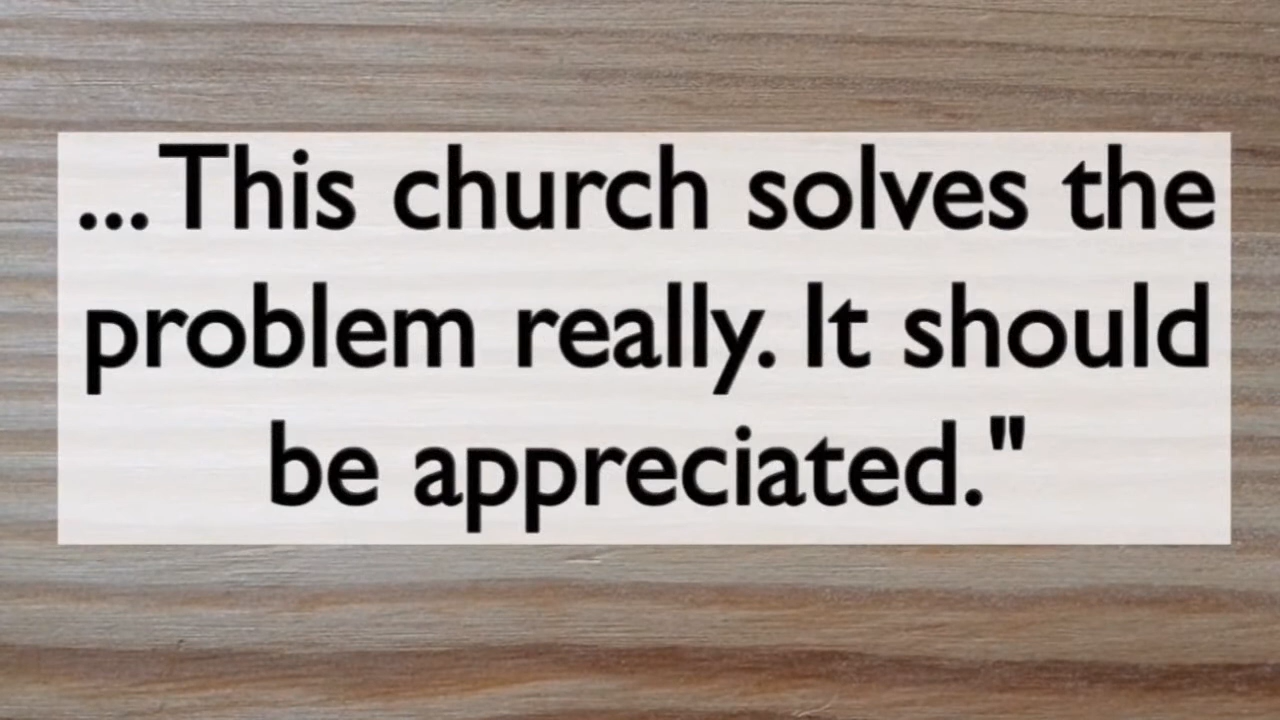 ...This church solves the
problem really. It should
be appreciated."